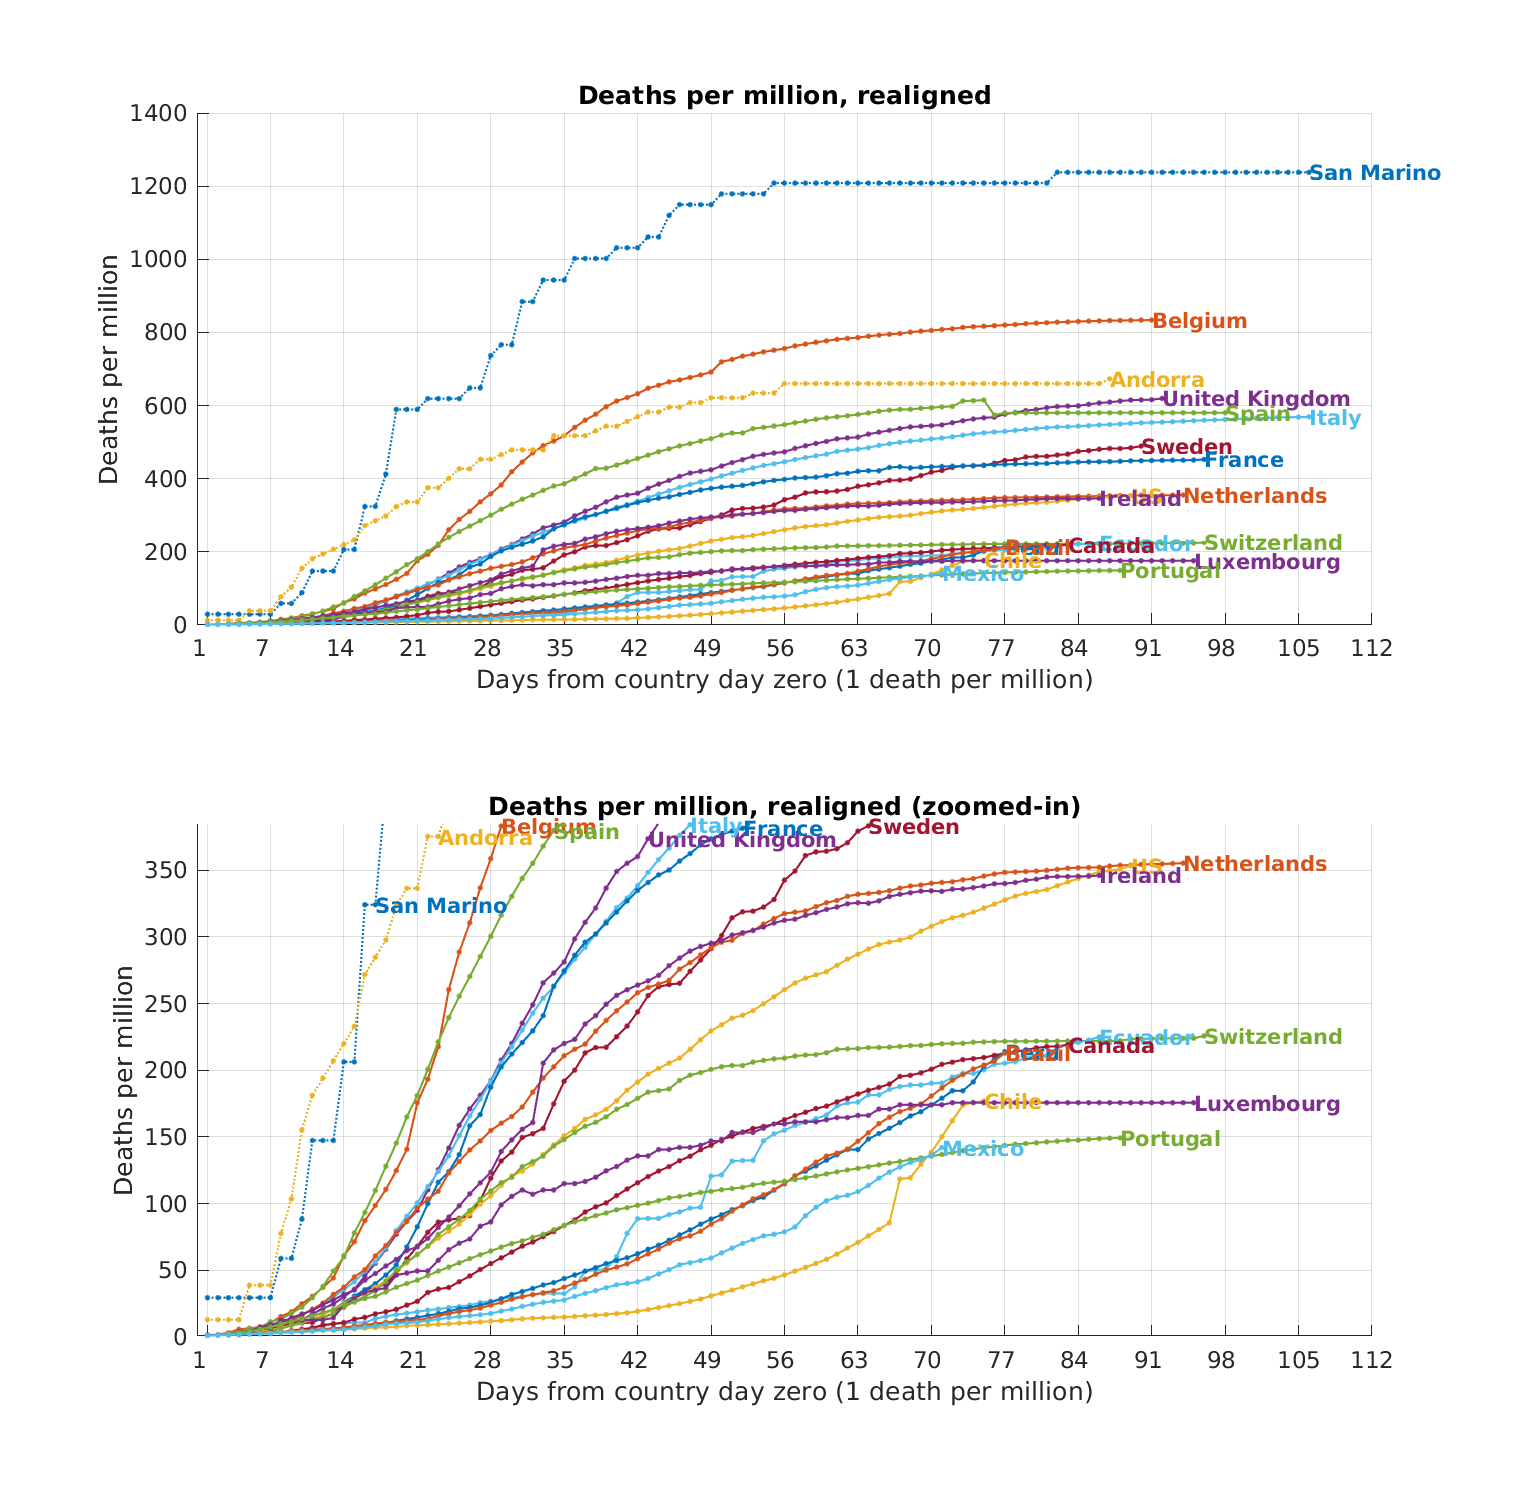 Deaths per million, realigned
1400
1200
1000
800
600
400
200
0
Deaths per million
San Marino
Belgium
Andorra
United Kingdom
Spain
Italy
Sweden
France
US
Netherlands
Ireland
Ecuador
Switzerland
Brazil
Canada
Chile
Luxembourg
Mexico
Portugal
1 7 14 21 28 35 42 49 56 63 70 77 84 91 98 105 112
Days from country day zero (1 death per million)
Deaths per million, realigned (zoomed-in)
350
300
250
200
150
100
50
0
Deaths per million
Belgium
Andorra
Spain
Italy
France
United Kingdom
Sweden
San Marino
US
Netherlands
Ireland
Ecuador
Switzerland
Brazil
Canada
Chile
Luxembourg
Mexico
Portugal
1 7 14 21 28 35 42 49 56 63 70 77 84 91 98 105 112
Days from country day zero (1 death per million)